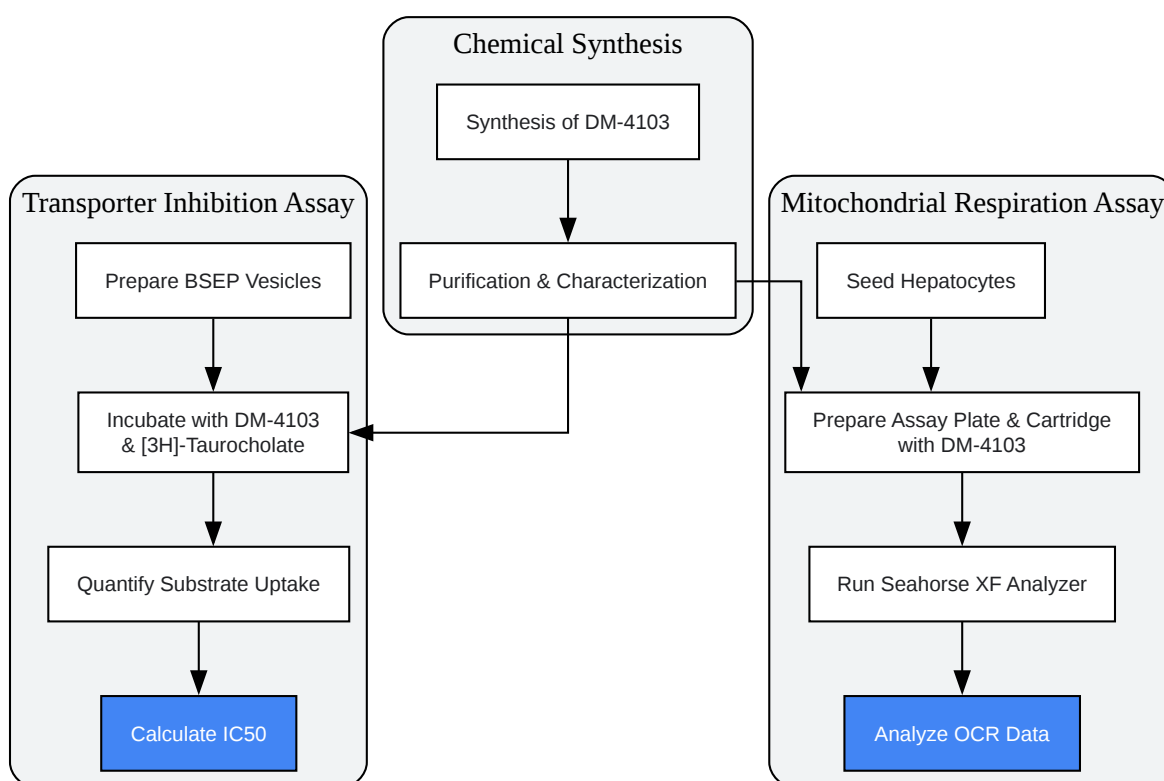 Chemical Synthesis
Synthesis of DM-4103
Purification & Characterization
Transporter Inhibition Assay
Prepare BSEP Vesicles
Incubate with DM-4103
& [3H]-Taurocholate
Quantify Substrate Uptake
Calculate IC50
Mitochondrial Respiration Assay
Seed Hepatocytes
Prepare Assay Plate & Cartridge
with DM-4103
Run Seahorse XF Analyzer
Analyze OCR Data